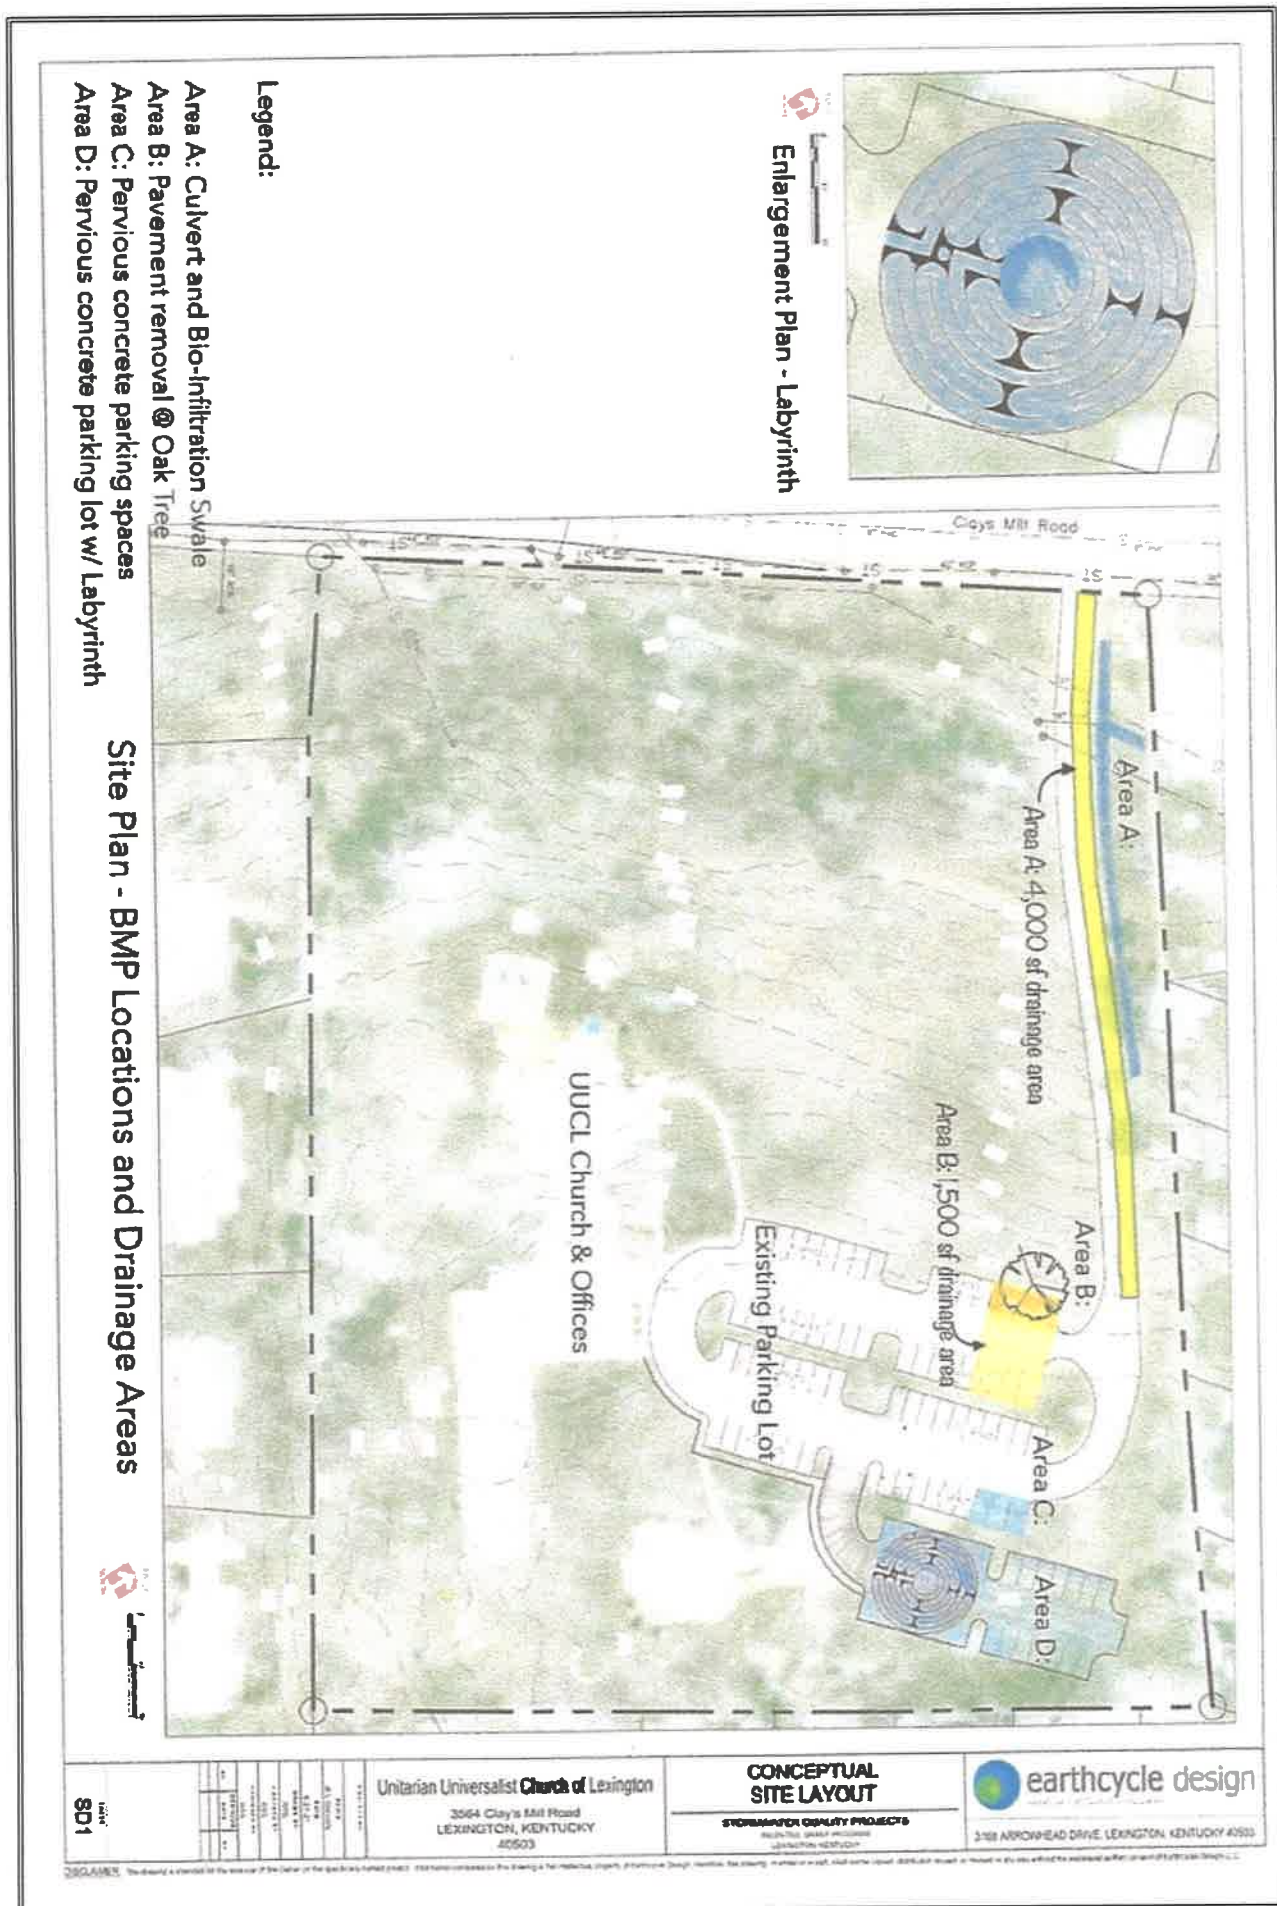 Enlargement Plan - Labyrinth
Legend:
Area A: Culvert and Bio-Infiltration Swale
Area B: Pavement removal @ Oak Tree
Area C: Pervious concrete parking spaces
Area D: Pervious concrete parking lot w/ Labyrinth
Clays Mill Road
Area A:
Area A: 4,000 sf drainage area
Area B:
Area B: 1,500 sf drainage area
Area C:
Area D:
Existing Parking Lot
UUCL Church & Offices
Site Plan - BMP Locations and Drainage Areas
earthcycle design
3168 ARROWHEAD DRIVE, LEXINGTON, KENTUCKY 40503
CONCEPTUAL
SITE LAYOUT
STORMWATER QUALITY PROJECTS
LEXINGTON, KENTUCKY
Unitarian Universalist Church of Lexington
3564 Clay's Mill Road
LEXINGTON, KENTUCKY
40503
SD1
DISCLAIMER: